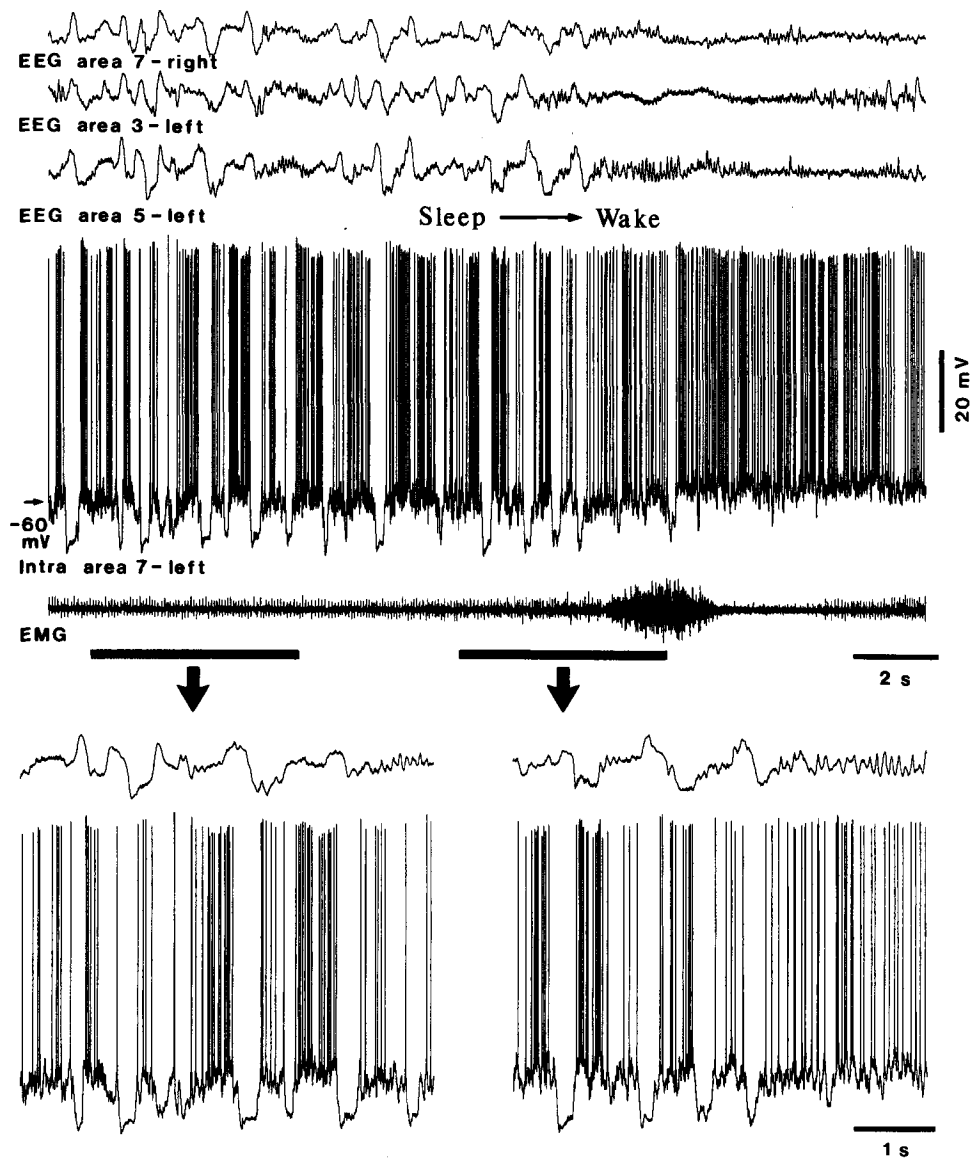 EEG area 7-right
EEG area 3-left
EEG area 5-left
Sleep → Wake
20 mV
-60
mV
Intra area 7-left
EMG
2 s
1 s